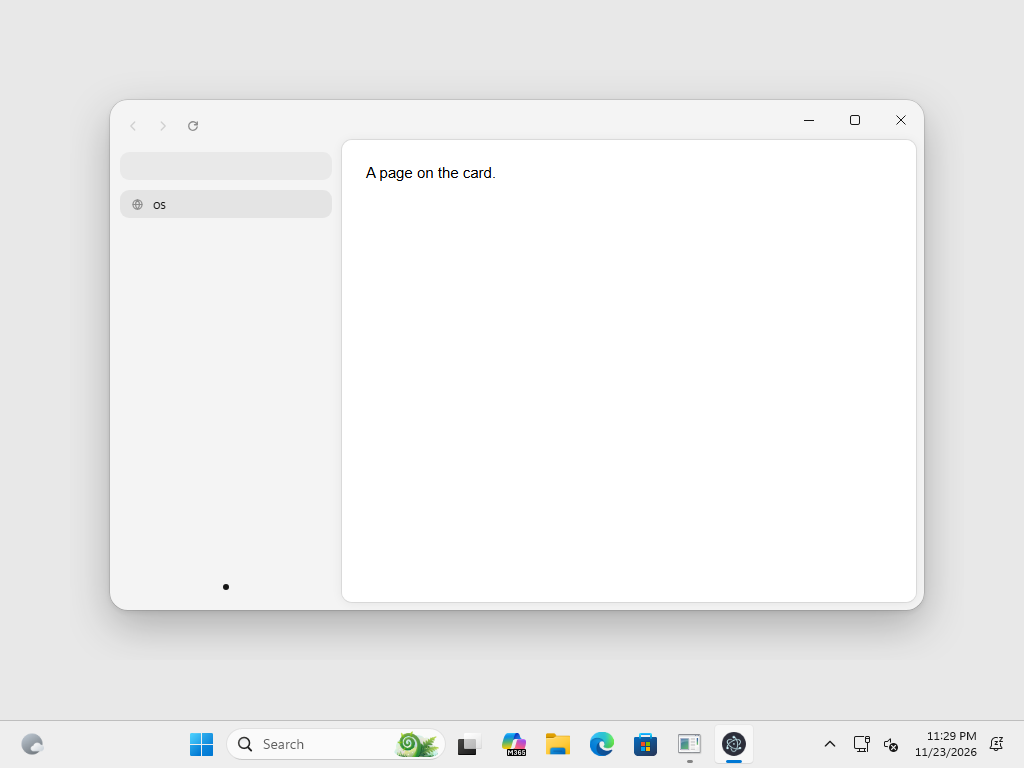 os
A page on the card.
Search
M365
11:29 PM
11/23/2026